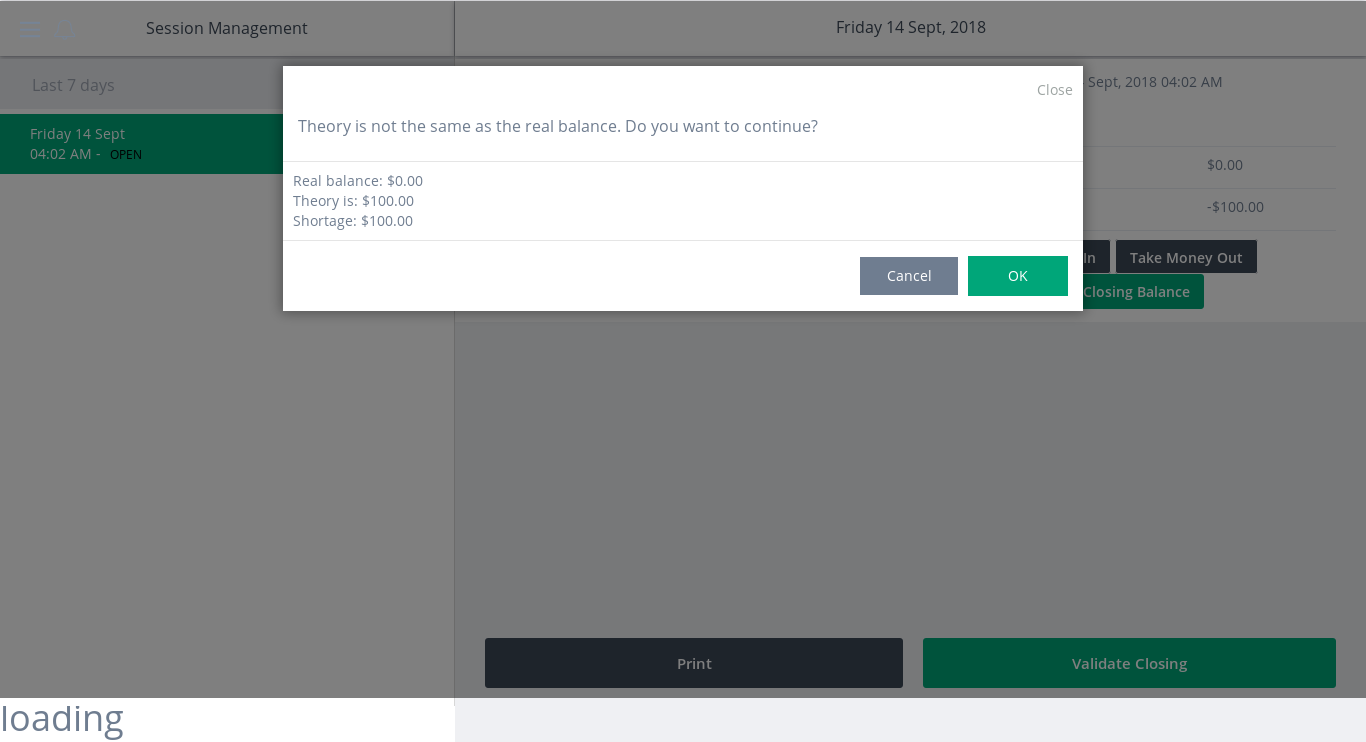 Session Management
Friday 14 Sept, 2018
Last 7 days
Sept, 2018 04:02 AM
Close
Theory is not the same as the real balance. Do you want to continue?
Friday 14 Sept
04:02 AM - OPEN
Real balance: $0.00
Theory is: $100.00
Shortage: $100.00
$0.00
-$100.00
In
Take Money Out
Closing Balance
Cancel
OK
Print
Validate Closing
loading